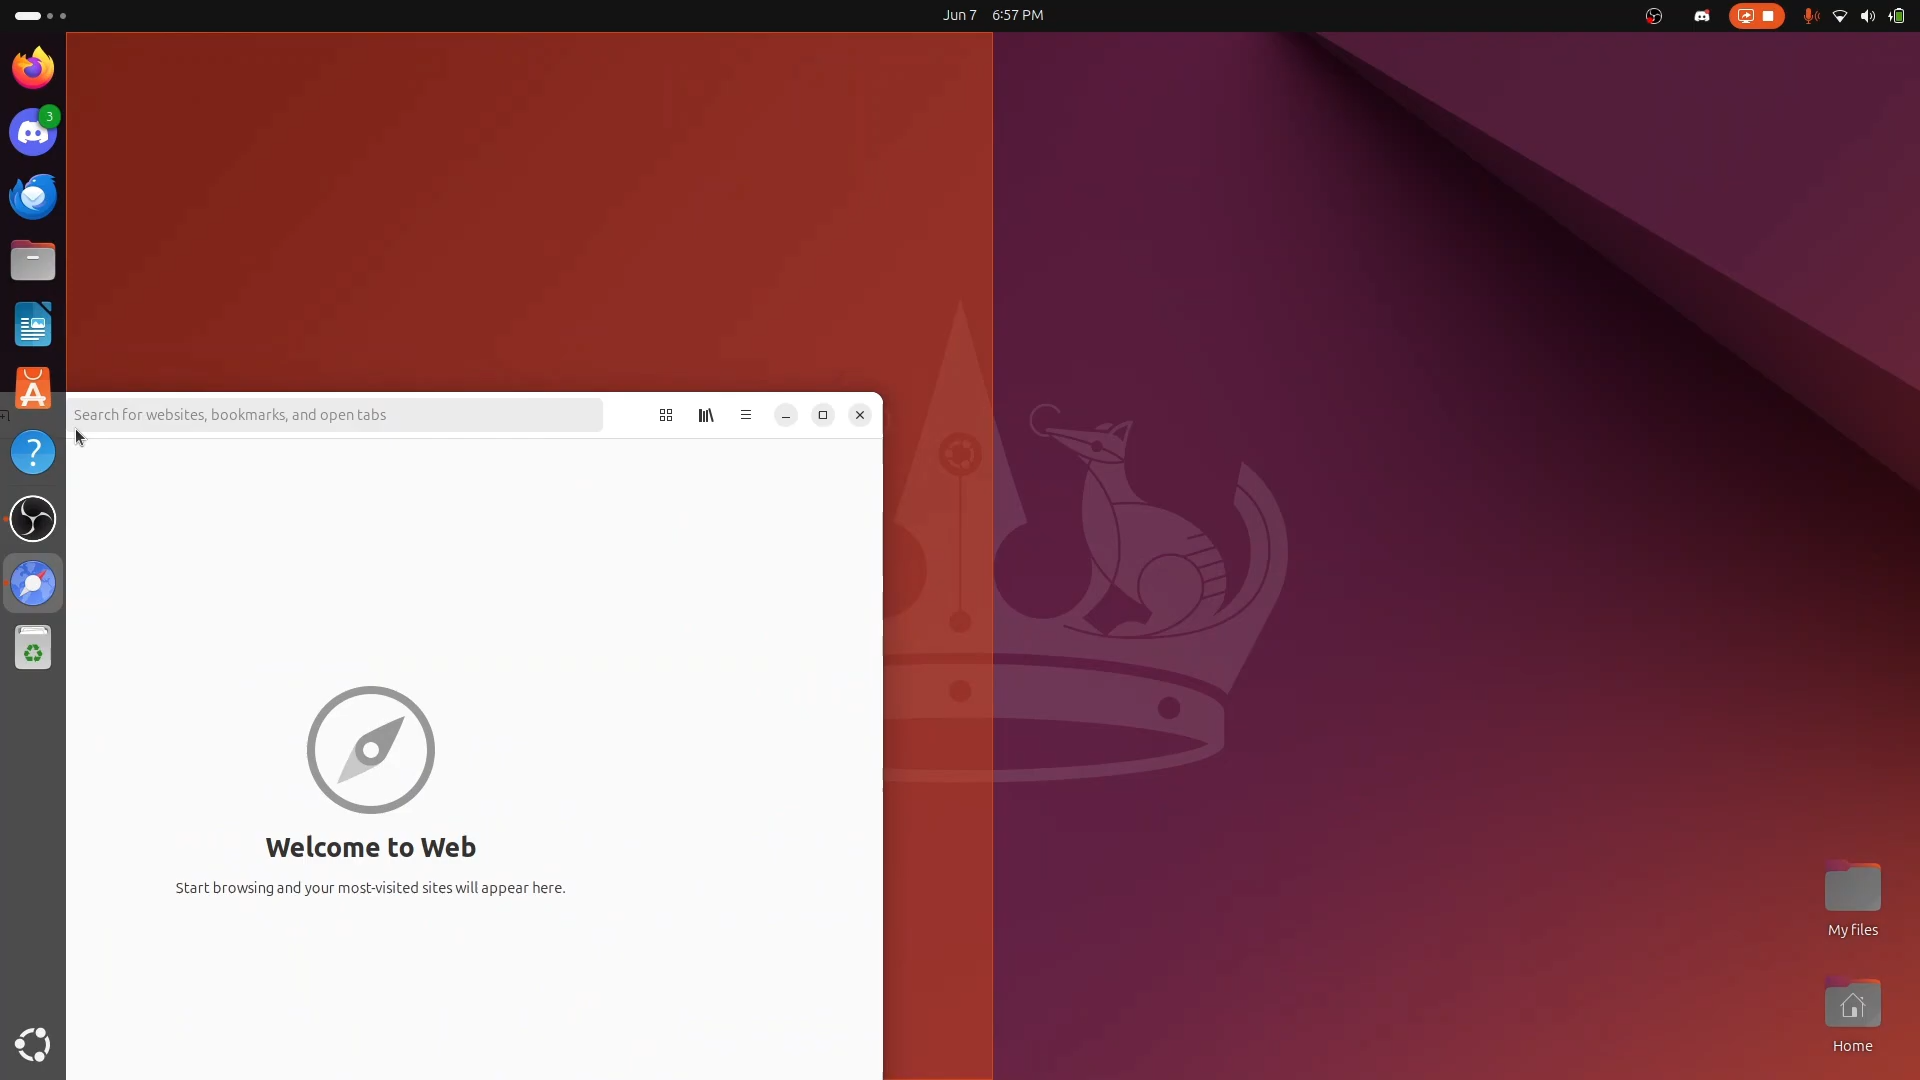 Jun 7 6:57 PM
3
Search for websites, bookmarks, and open tabs
Welcome to Web
Start browsing and your most-visited sites will appear here.
My files
Home